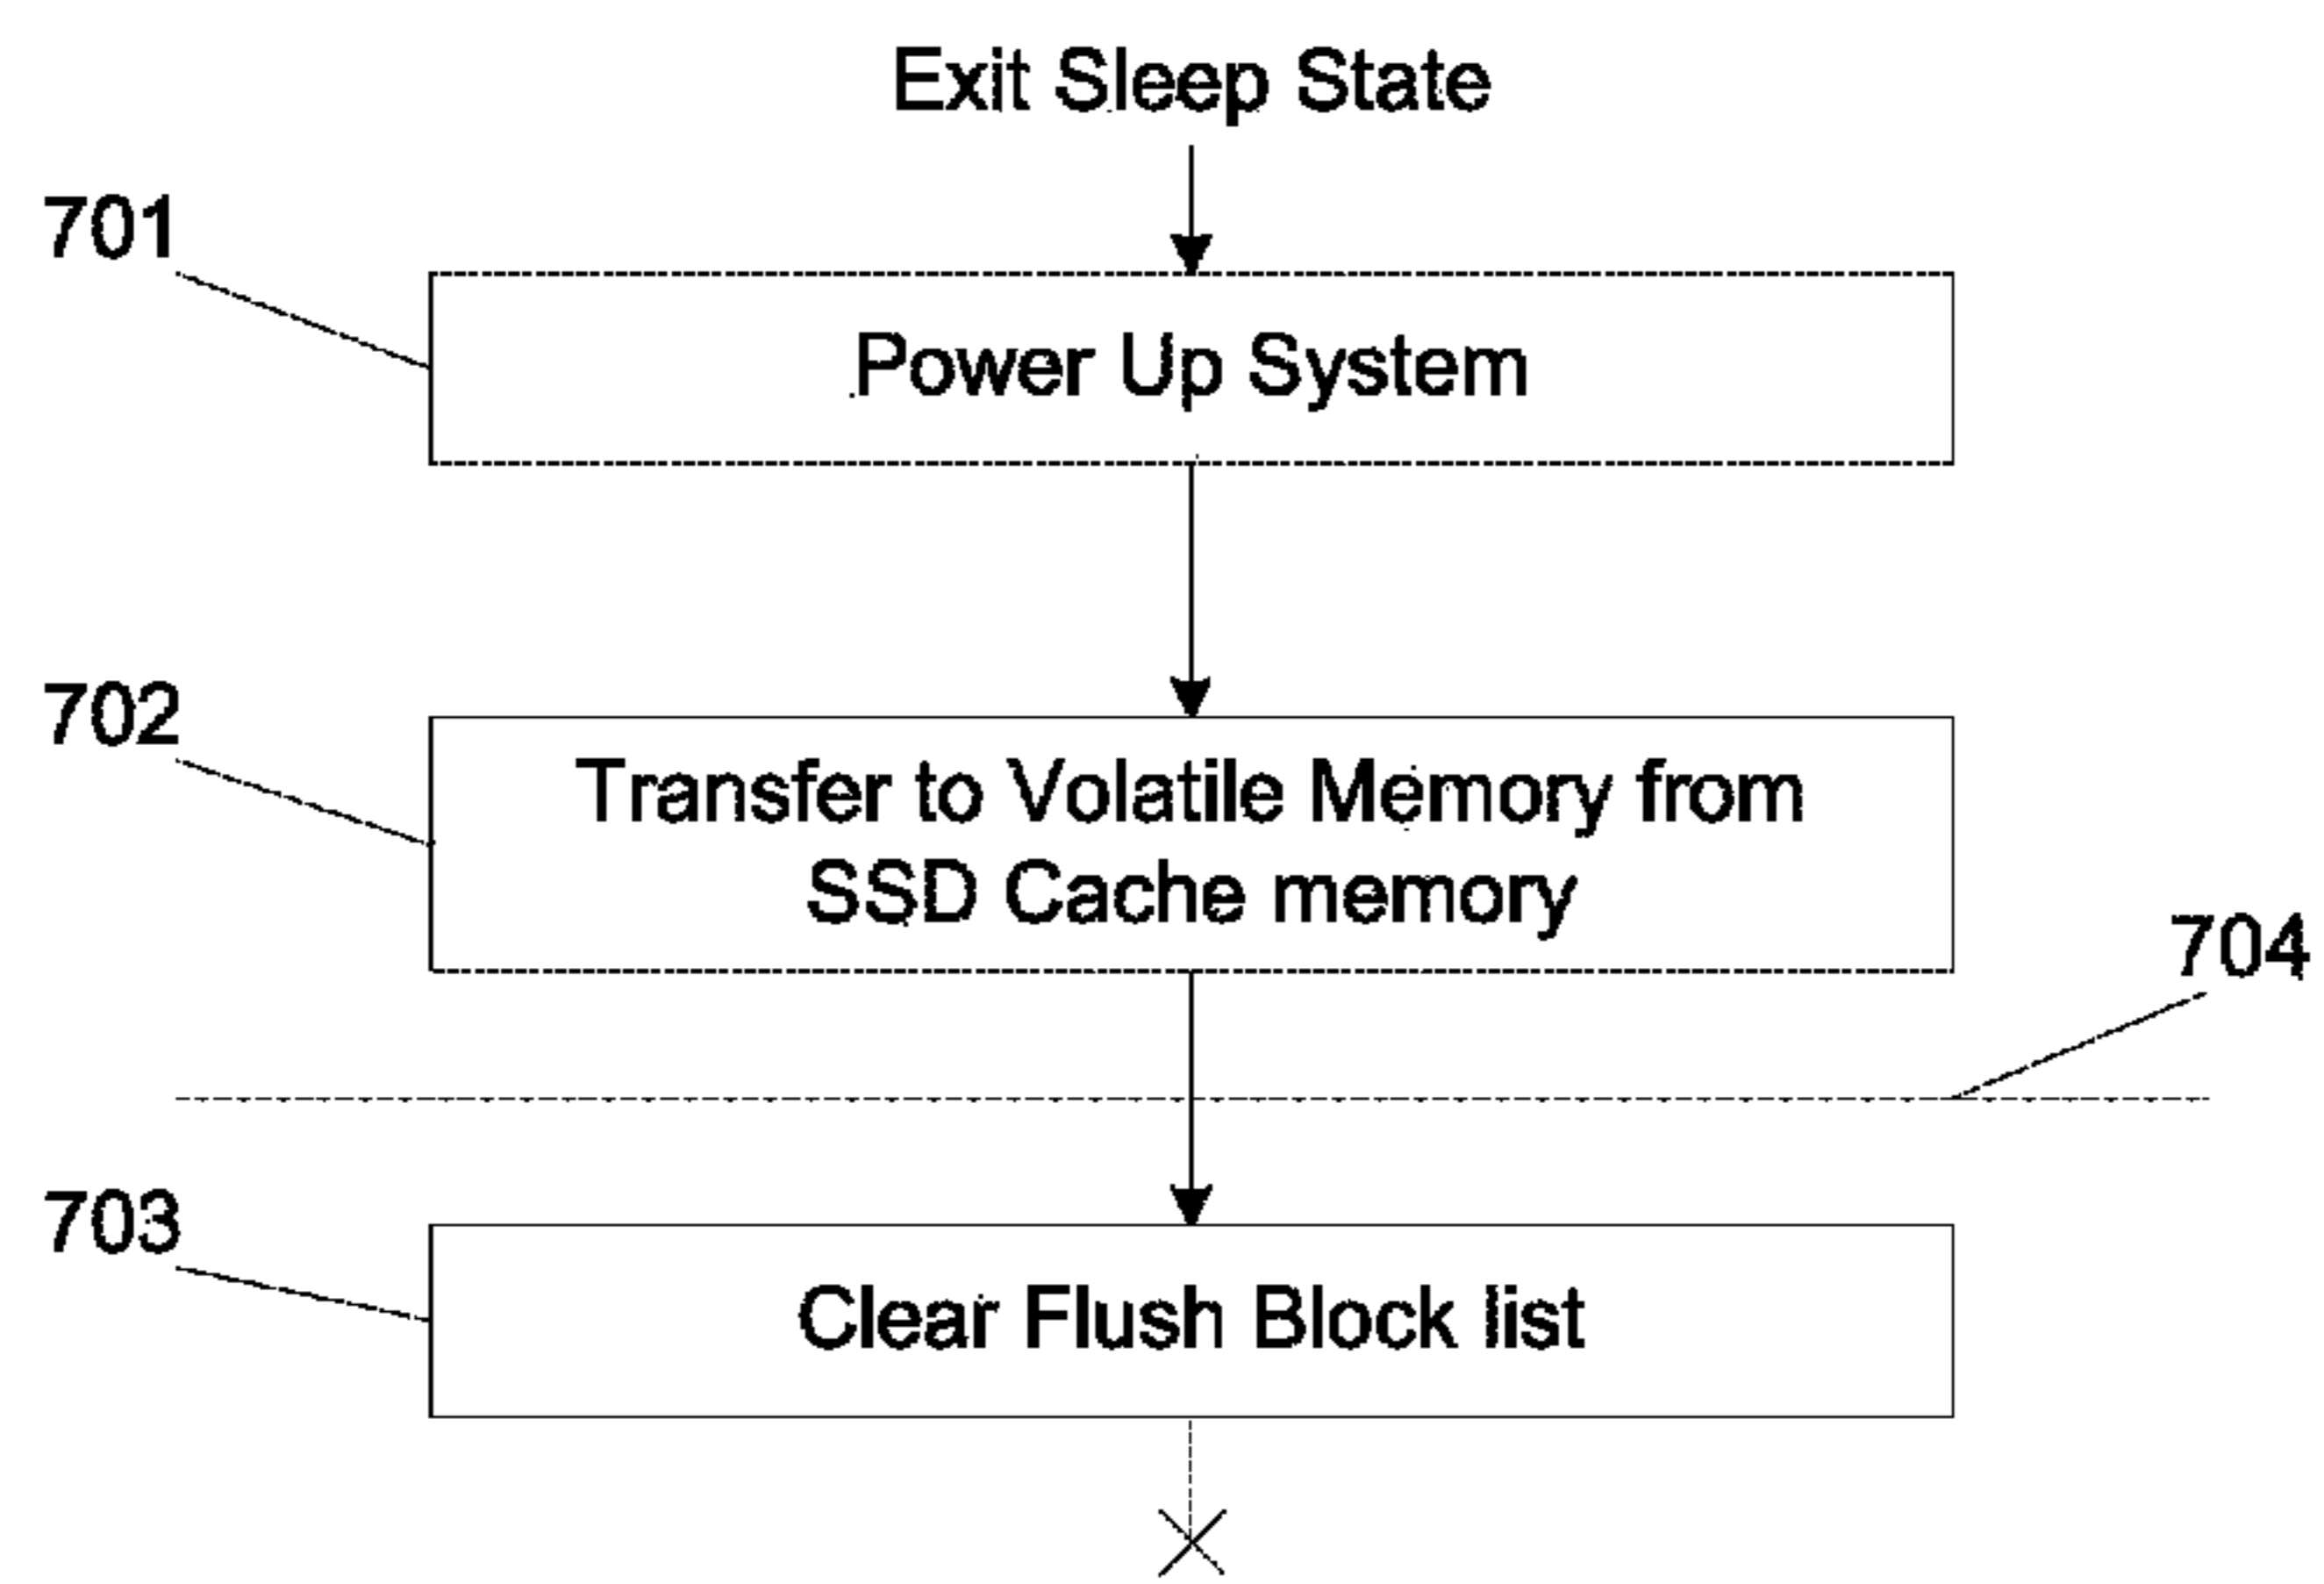 Exit Sleep State
701
Power Up System
702
Transfer to Volatile Memory from
SSD Cache memory
704
703
Clear Flush Block list